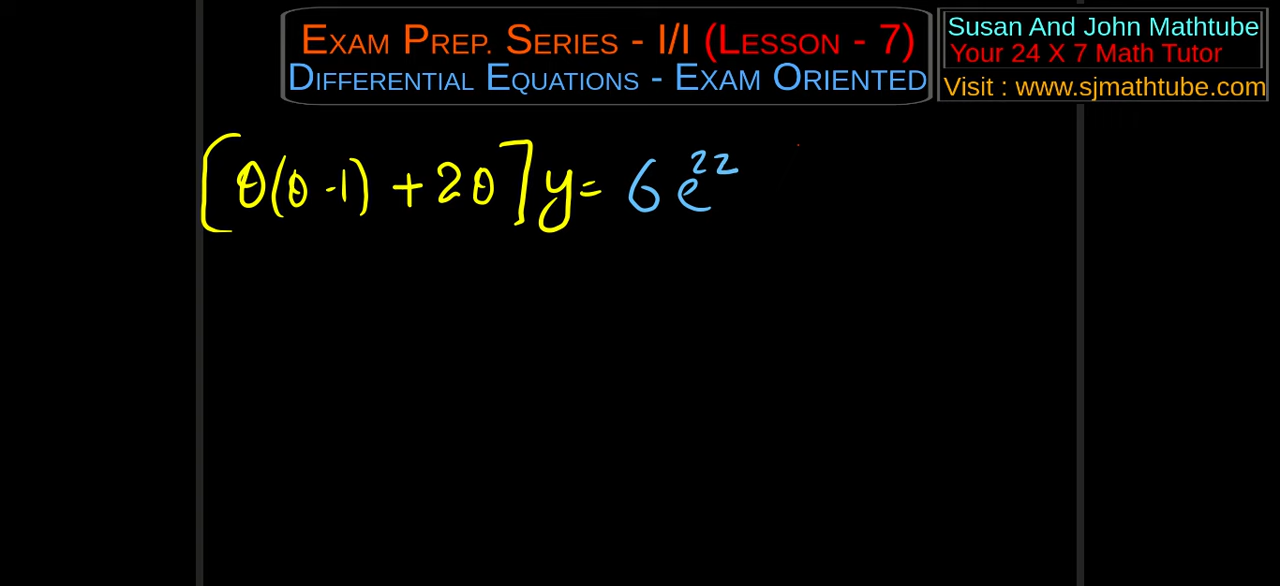 EXAM PREP. SERIES - I/I (LESSON - 7)
DIFFERENTIAL EQUATIONS - EXAM ORIENTED
Susan And John Mathtube
Your 24 X 7 Math Tutor
Visit : www.sjmathtube.com
[θ(θ-1) + 2θ] y = 6 e^{2z}